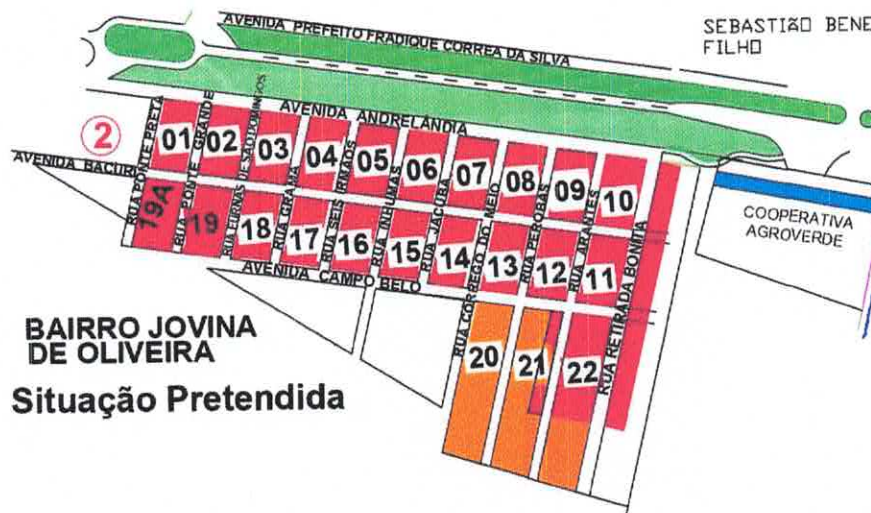 AVENIDA PREFEITO FRADIQUE CORREA DA SILVA
SEBASTIÃO BENE
FILHO
AVENIDA ANDRELANDIA
2
AVENIDA BACURI
RUA PONTE PRETA
RUA PONTE GRANDE
RUA GRAMA
RUA SEIS IRMÃOS
RUA INHUMAS
RUA JACUBA
RUA CORREGO DO MEIO
RUA PEROBAS
RUA ARANTES
RUA RETIRADA BONITA
01
02
03
04
05
06
07
08
09
10
19A
19
18
17
16
15
14
13
12
11
AVENIDA CAMPO BELO
COOPERATIVA
AGROVERDE
20
21
22
BAIRRO JOVINA
DE OLIVEIRA
Situação Pretendida